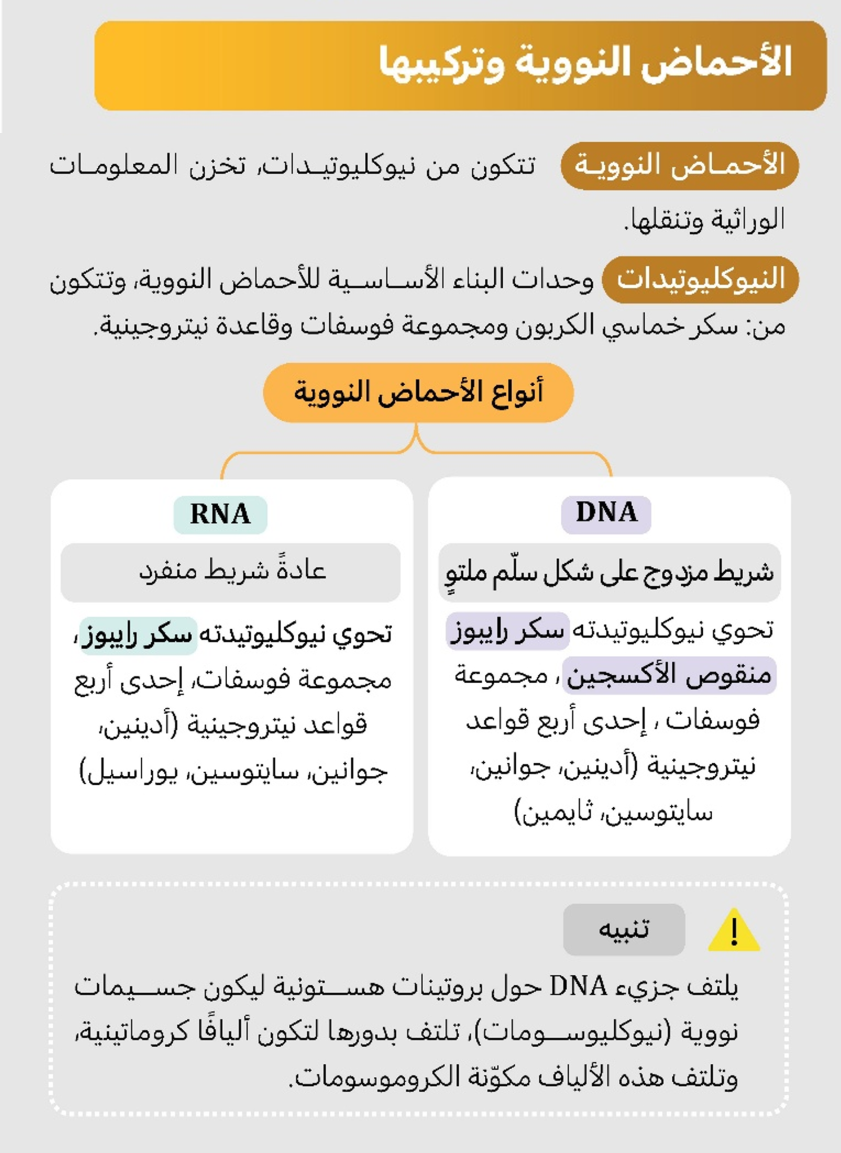 الأحماض النووية وتركيبها
الأحماض النووية تتكون من نيوكليوتيدات، تخزن المعلومات
الوراثية وتنقلها.
النيوكليوتيدات وحدات البناء الأساسية للأحماض النووية، وتتكون
من: سكر خماسي الكربون ومجموعة فوسفات وقاعدة نيتروجينية.
أنواع الأحماض النووية
DNA
شريط مزدوج على شكل سلّم ملتوٍ
تحوي نيوكليوتيدته سكر رايبوز
منقوص الأكسجين، مجموعة
فوسفات ، إحدى أربع قواعد
نيتروجينية (أدينين، جوانين،
سايتوسين، ثايمين)
RNA
عادةً شريط منفرد
تحوي نيوكليوتيدته سكر رايبوز،
مجموعة فوسفات، إحدى أربع
قواعد نيتروجينية (أدينين،
جوانين، سايتوسين، يوراسيل)
تنبيه
يلتف جزيء DNA حول بروتينات هستونية ليكون جسيمات
نووية (نيوكليوسومات)، تلتف بدورها لتكون أليافًا كروماتينية،
وتلتف هذه الألياف مكوّنة الكروموسومات.